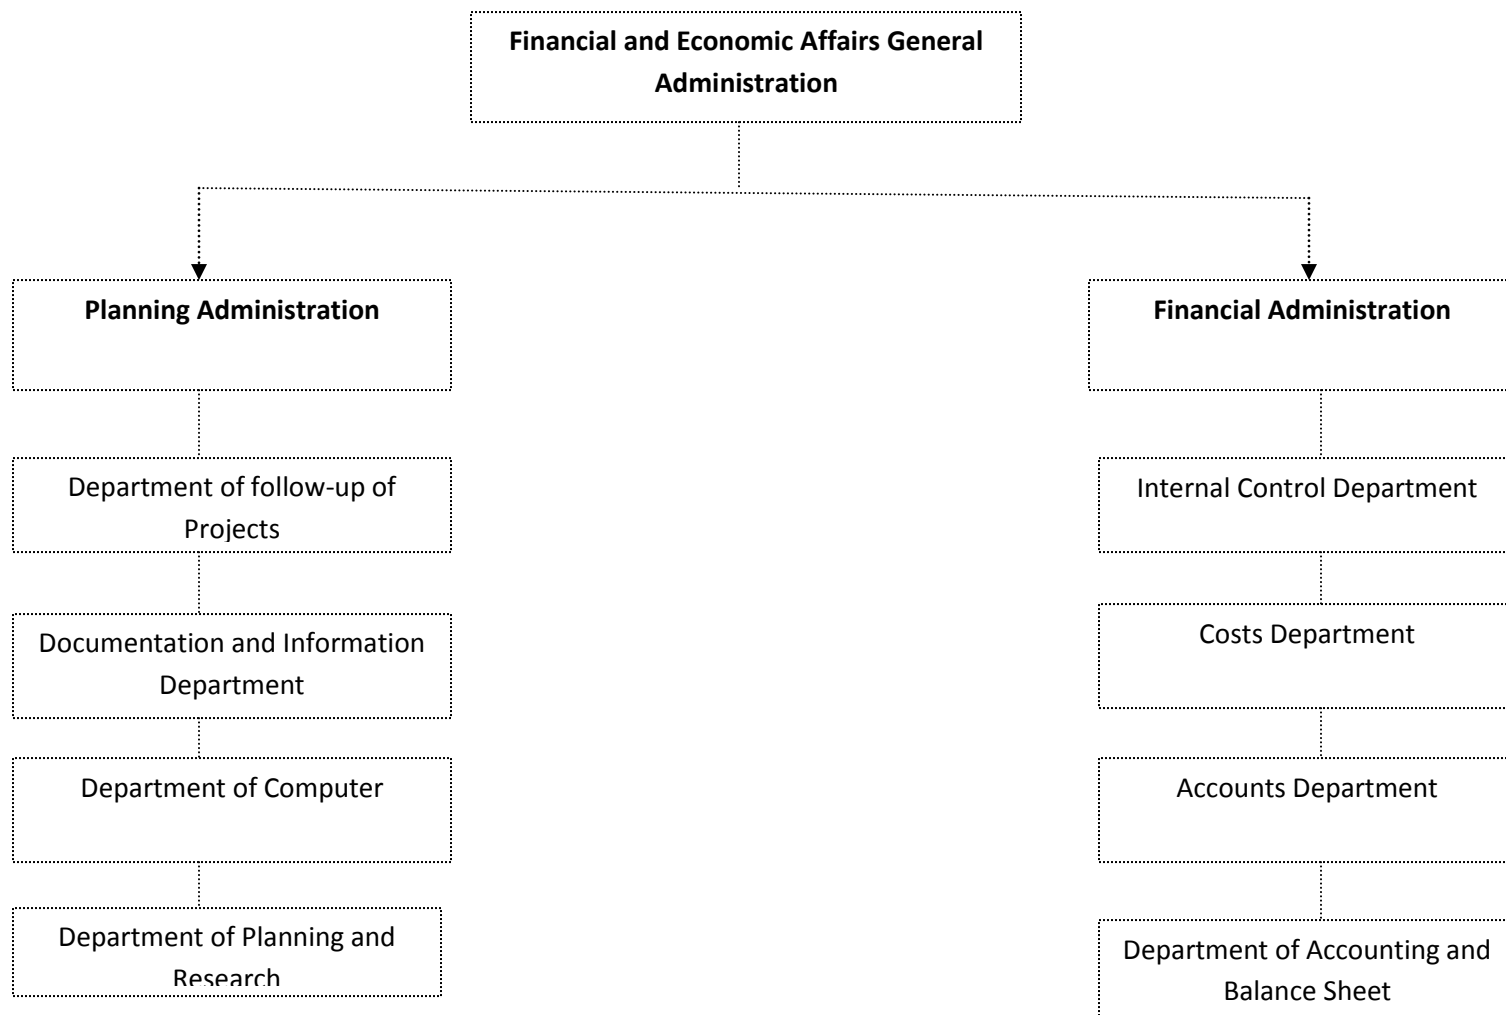 Financial and Economic Affairs General
Administration
Planning Administration
Financial Administration
Department of follow-up of
Projects
Internal Control Department
Documentation and Information
Department
Costs Department
Department of Computer
Accounts Department
Department of Planning and
Research
Department of Accounting and
Balance Sheet